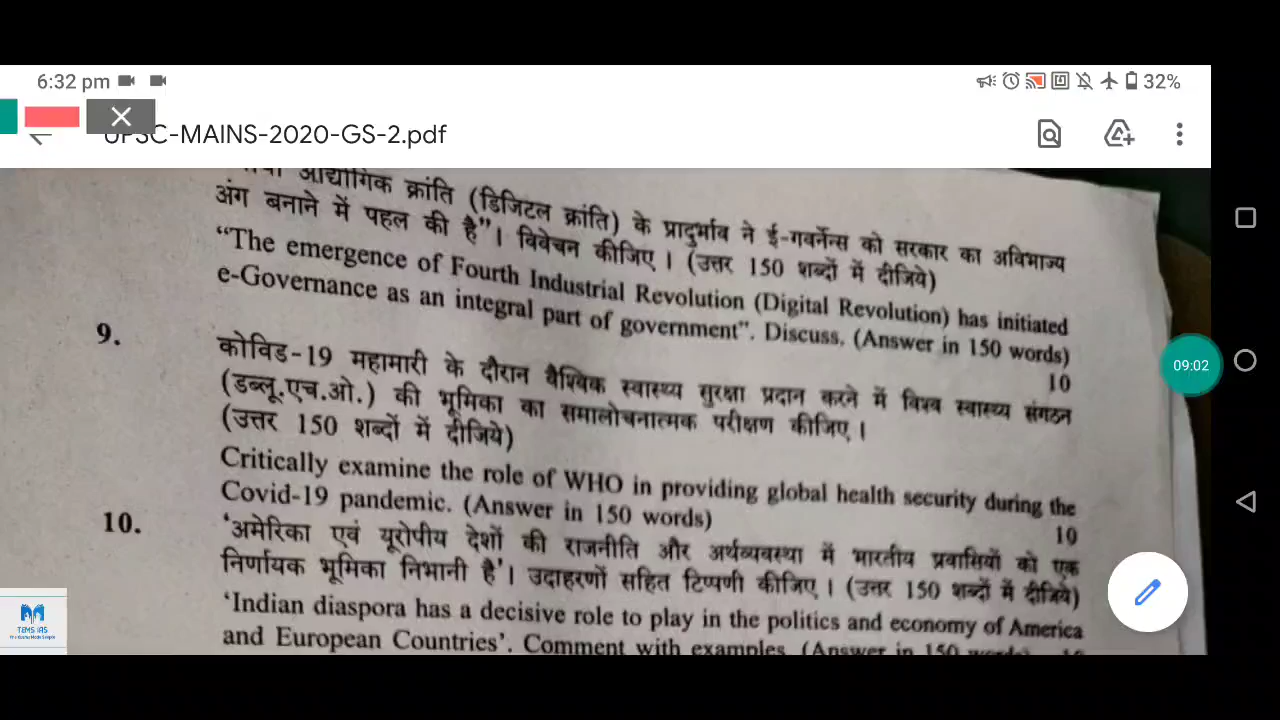 6:32 pm
32%
UPSC-MAINS-2020-GS-2.pdf
औद्योगिक क्रांति (डिजिटल क्रांति) के प्रादुर्भाव ने ई-गवर्नेन्स को सरकार का अविभाज्य
अंग बनाने में पहल की है”। विवेचन कीजिए। (उत्तर 150 शब्दों में दीजिये)
“The emergence of Fourth Industrial Revolution (Digital Revolution) has initiated
e-Governance as an integral part of government”. Discuss. (Answer in 150 words)
10
9.
कोविड-19 महामारी के दौरान वैश्विक स्वास्थ्य सुरक्षा प्रदान करने में विश्व स्वास्थ्य संगठन
(डब्लू.एच.ओ.) की भूमिका का समालोचनात्मक परीक्षण कीजिए।
(उत्तर 150 शब्दों में दीजिये)
Critically examine the role of WHO in providing global health security during the
Covid-19 pandemic. (Answer in 150 words)
10
10.
‘अमेरिका एवं यूरोपीय देशों की राजनीति और अर्थव्यवस्था में भारतीय प्रवासियों को एक
निर्णायक भूमिका निभानी है’। उदाहरणों सहित टिप्पणी कीजिए। (उत्तर 150 शब्दों में दीजिये)
‘Indian diaspora has a decisive role to play in the politics and economy of America
and European Countries’. Comment with examples. (Answer in 150 words) 10
09:02